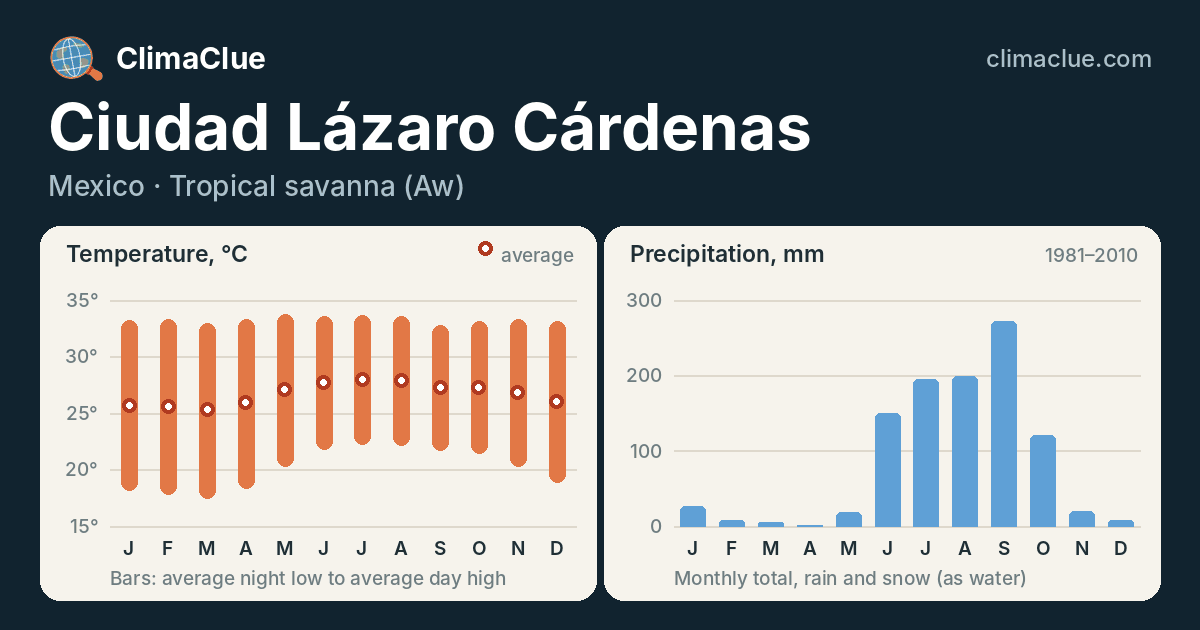 ClimaClue
climaclue.com
Ciudad Lázaro Cárdenas
Mexico · Tropical savanna (Aw)
Temperature, °C
average
35°
30°
25°
20°
15°
J F M A M J J A S O N D
Bars: average night low to average day high
Precipitation, mm
1981–2010
300
200
100
0
J F M A M J J A S O N D
Monthly total, rain and snow (as water)